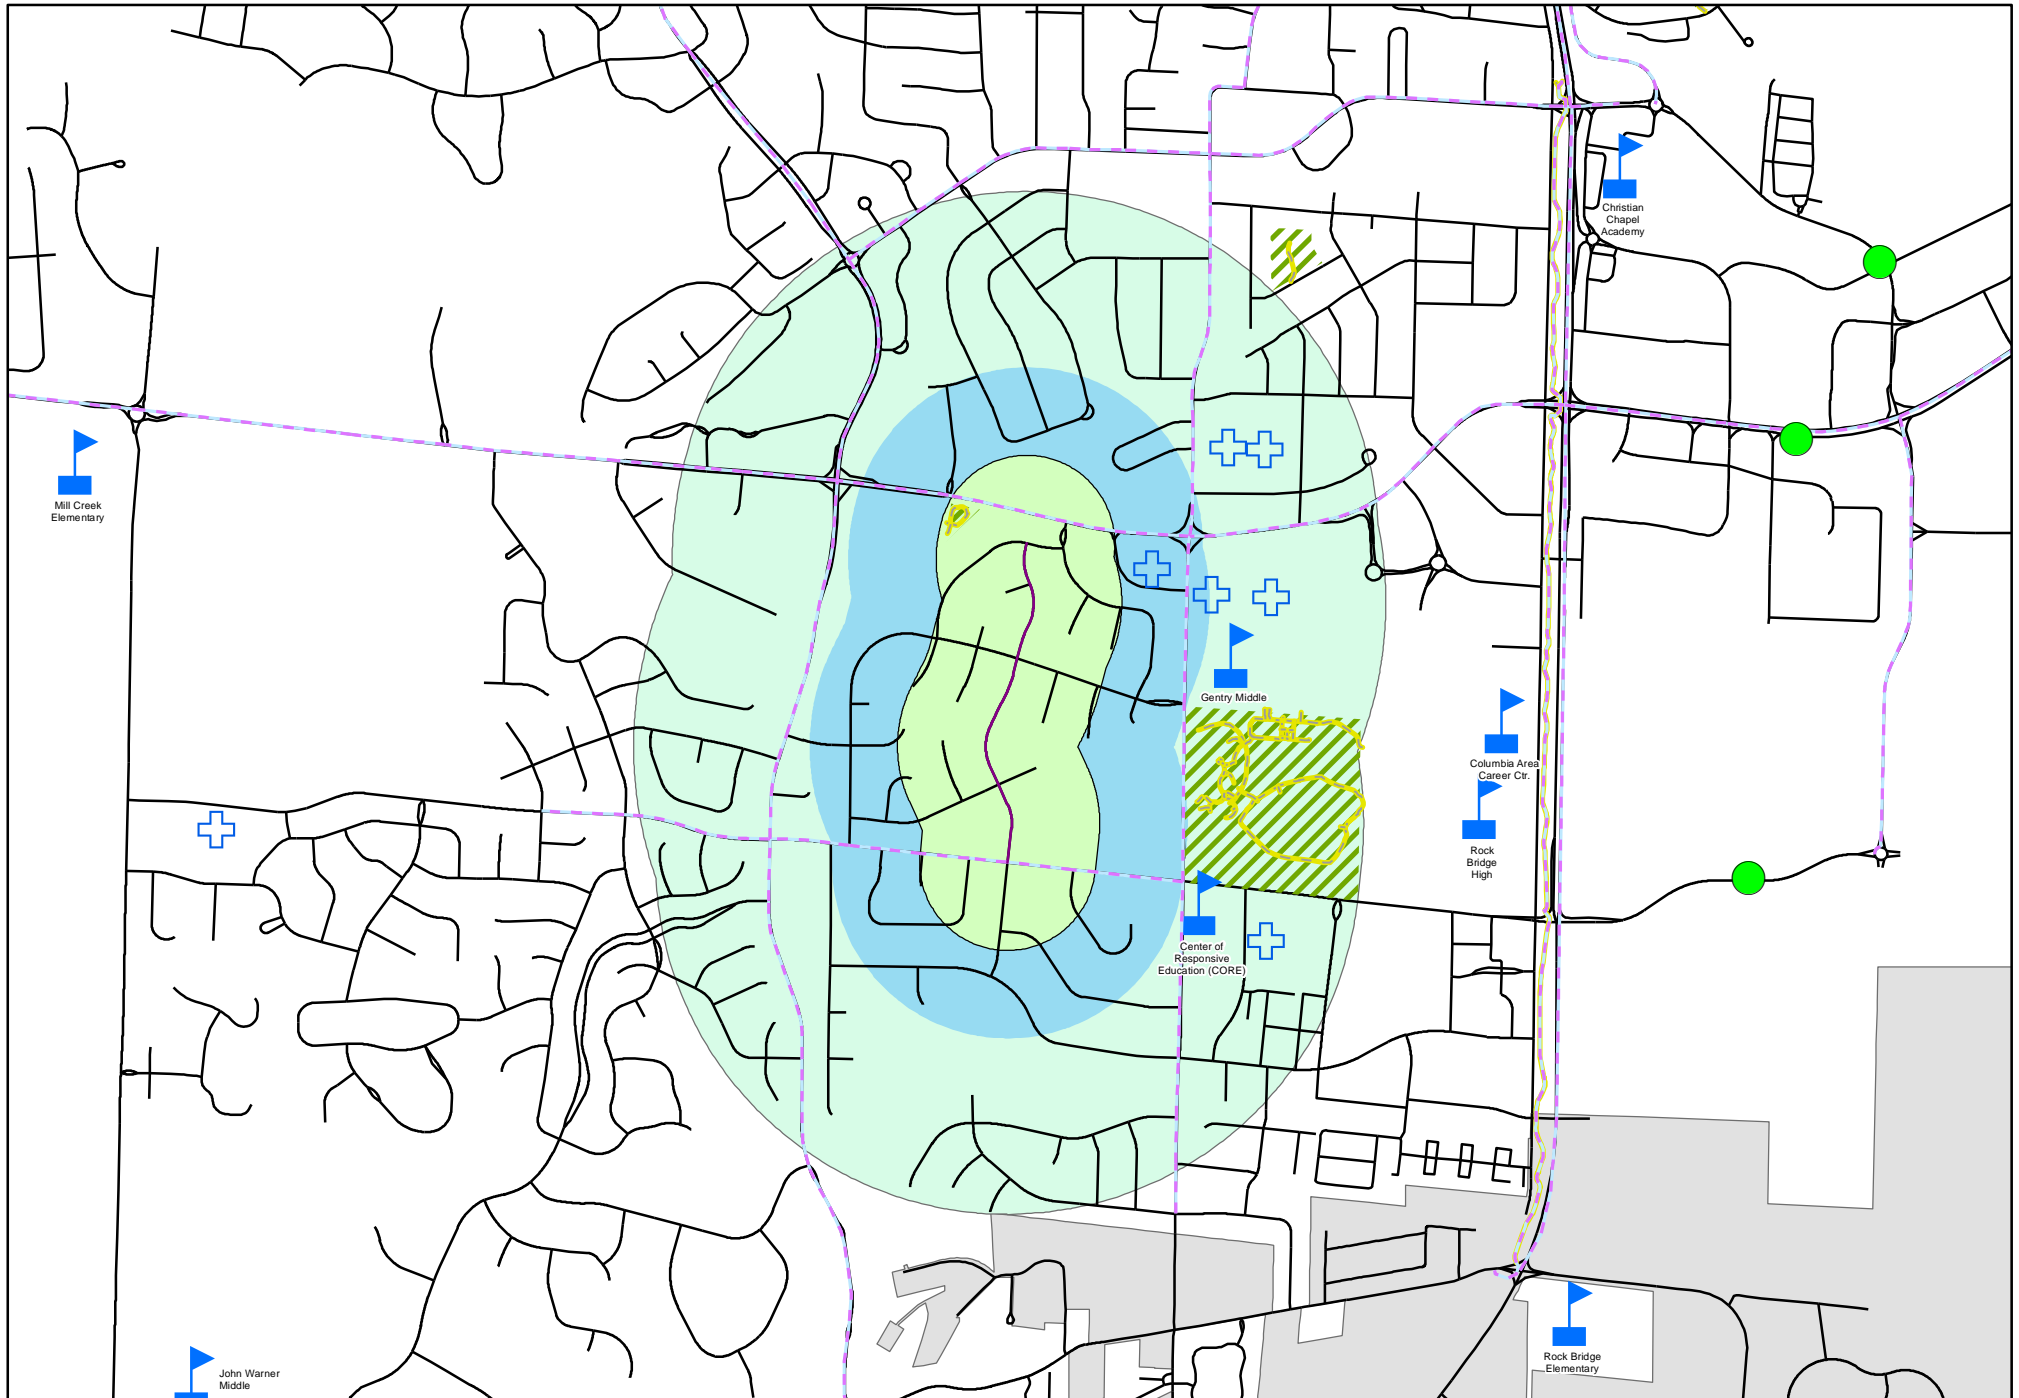 Christian
Chapel
Academy
Mill Creek
Elementary
Gentry Middle
Columbia Area
Career Ctr.
Rock
Bridge
High
Center of
Responsive
Education (CORE)
Rock Bridge
Elementary
John Warner
Middle